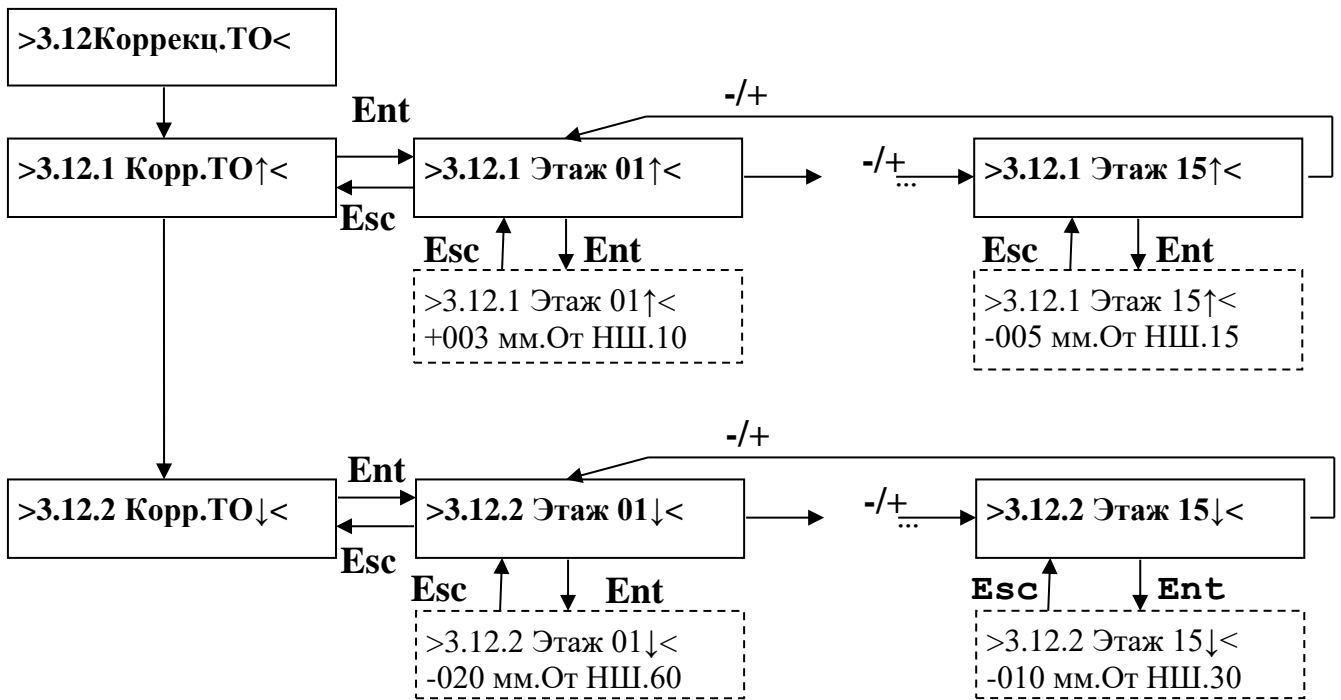 >3.12Коррекц.ТО<
-/+
Ent
>3.12.1 Корр.ТО↑<
>3.12.1 Этаж 01↑<
-/+
...
>3.12.1 Этаж 15↑<
Esc
Esc
Ent
Esc
Ent
>3.12.1 Этаж 01↑<
+003 мм.От НШ.10
>3.12.1 Этаж 15↑<
-005 мм.От НШ.15
-/+
Ent
>3.12.2 Корр.ТО↓<
>3.12.2 Этаж 01↓<
-/+
...
>3.12.2 Этаж 15↓<
Esc
Esc
Ent
Esc
Ent
>3.12.2 Этаж 01↓<
-020 мм.От НШ.60
>3.12.2 Этаж 15↓<
-010 мм.От НШ.30